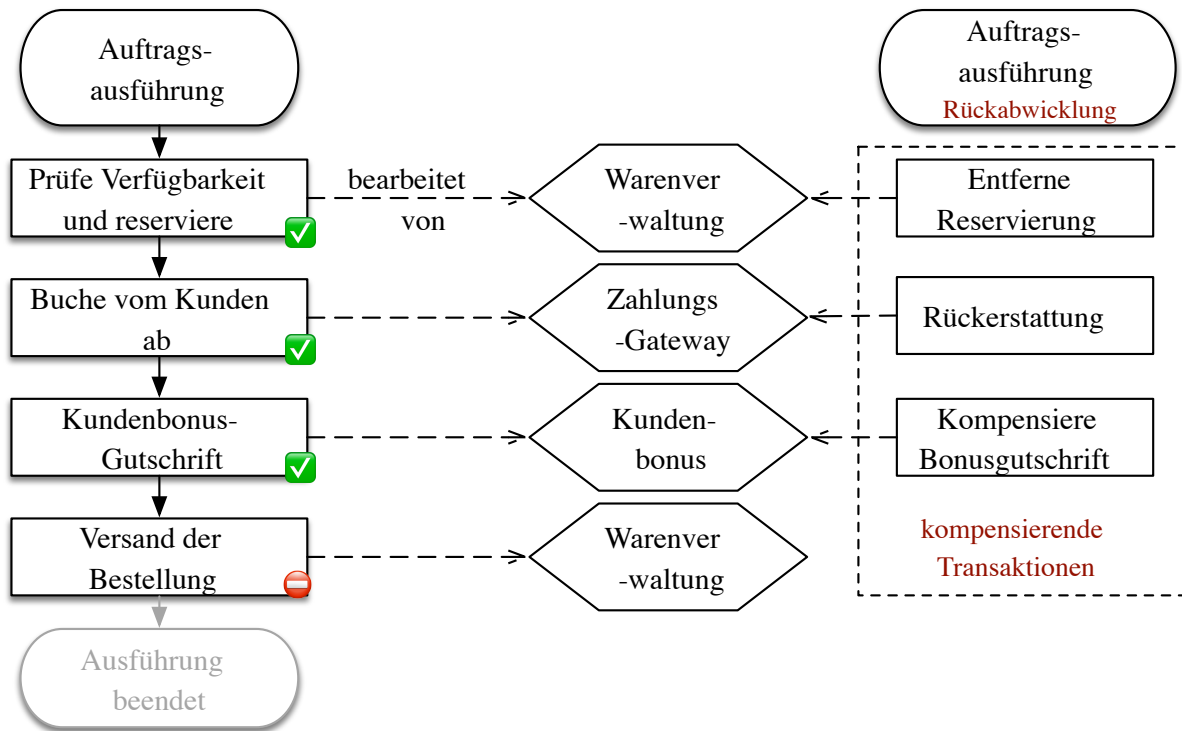 Auftrags-
ausführung
Auftrags-
ausführung
Rückabwicklung
Prüfe Verfügbarkeit
und reserviere
bearbeitet
von
Warenver
-waltung
Entferne
Reservierung
Buche vom Kunden
ab
Zahlungs
-Gateway
Rückerstattung
Kundenbonus-
Gutschrift
Kunden-
bonus
Kompensiere
Bonusgutschrift
Versand der
Bestellung
Warenver
-waltung
kompensierende
Transaktionen
Ausführung
beendet